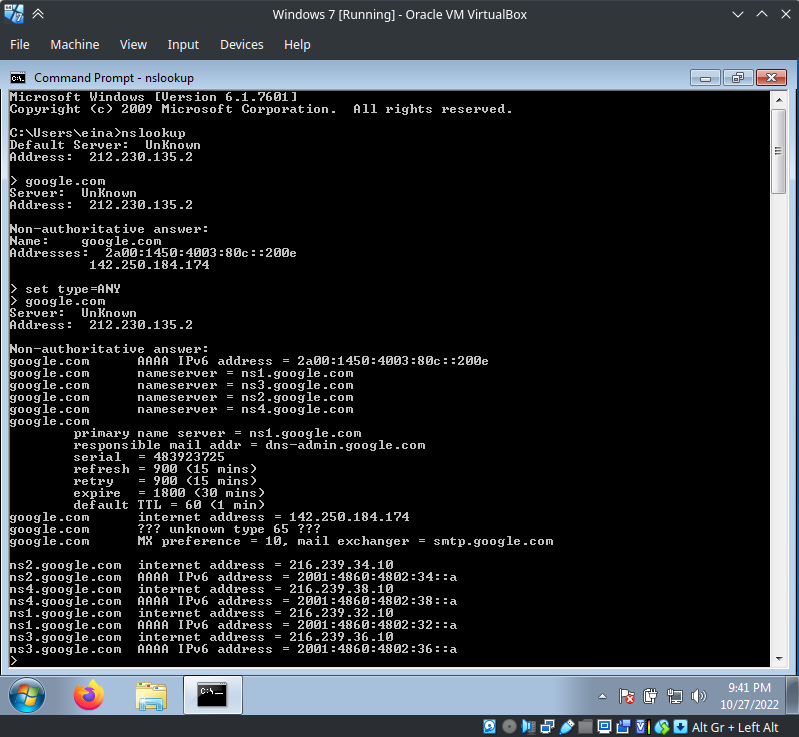 Windows 7 [Running] - Oracle VM VirtualBox
File Machine View Input Devices Help
Command Prompt - nslookup
Microsoft Windows [Version 6.1.7601]
Copyright (c) 2009 Microsoft Corporation.  All rights reserved.
C:\Users\eina>nslookup
Default Server:  UnKnown
Address:  212.230.135.2
> google.com
Server:  UnKnown
Address:  212.230.135.2
Non-authoritative answer:
Name:    google.com
Addresses:  2a00:1450:4003:80c::200e
142.250.184.174
> set type=ANY
> google.com
Server:  UnKnown
Address:  212.230.135.2
Non-authoritative answer:
google.com      AAAA IPv6 address = 2a00:1450:4003:80c::200e
google.com      nameserver = ns1.google.com
google.com      nameserver = ns3.google.com
google.com      nameserver = ns2.google.com
google.com      nameserver = ns4.google.com
google.com
primary name server = ns1.google.com
responsible mail addr = dns-admin.google.com
serial  = 483923725
refresh = 900 (15 mins)
retry   = 900 (15 mins)
expire  = 1800 (30 mins)
default TTL = 60 (1 min)
google.com      internet address = 142.250.184.174
google.com      ??? unknown type 65 ???
google.com      MX preference = 10, mail exchanger = smtp.google.com
ns2.google.com  internet address = 216.239.34.10
ns2.google.com  AAAA IPv6 address = 2001:4860:4802:34::a
ns4.google.com  internet address = 216.239.38.10
ns4.google.com  AAAA IPv6 address = 2001:4860:4802:38::a
ns1.google.com  internet address = 216.239.32.10
ns1.google.com  AAAA IPv6 address = 2001:4860:4802:32::a
ns3.google.com  internet address = 216.239.36.10
ns3.google.com  AAAA IPv6 address = 2001:4860:4802:36::a
>
9:41 PM
10/27/2022
Alt Gr + Left Alt